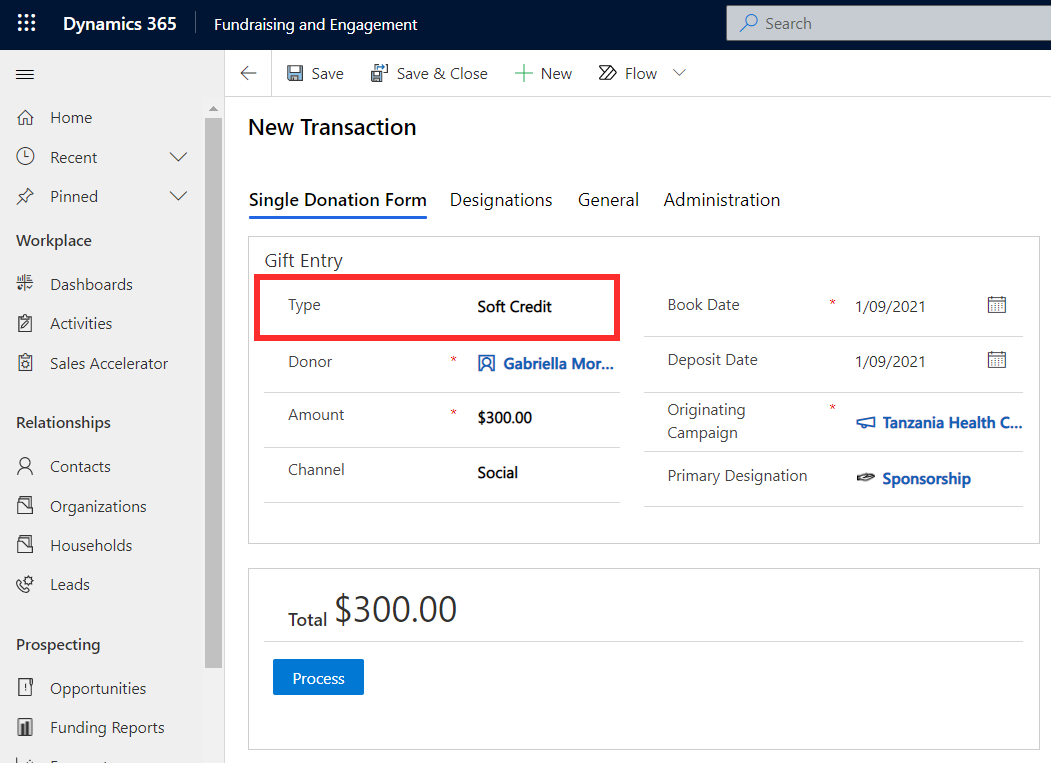 Dynamics 365
Fundraising and Engagement
Search
Save
Save & Close
New
Flow
Home
Recent
Pinned
Workplace
Dashboards
Activities
Sales Accelerator
Relationships
Contacts
Organizations
Households
Leads
Prospecting
Opportunities
Funding Reports
New Transaction
Single Donation Form
Designations
General
Administration
Gift Entry
Type
Soft Credit
Donor *
Gabriella Mor...
Amount *
$300.00
Channel
Social
Book Date *
1/09/2021
Deposit Date
1/09/2021
Originating *
Campaign
Tanzania Health C...
Primary Designation
Sponsorship
Total $300.00
Process